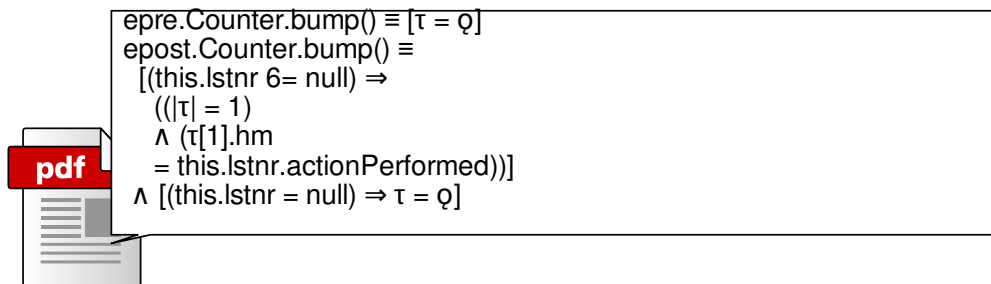 epre.Counter.bump() ≡ [τ = ǫ]
epost.Counter.bump() ≡
[(this.lstnr 6= null) ⇒
((|τ| = 1)
∧ (τ[1].hm
= this.lstnr.actionPerformed))]
∧ [(this.lstnr = null) ⇒ τ = ǫ]
pdf